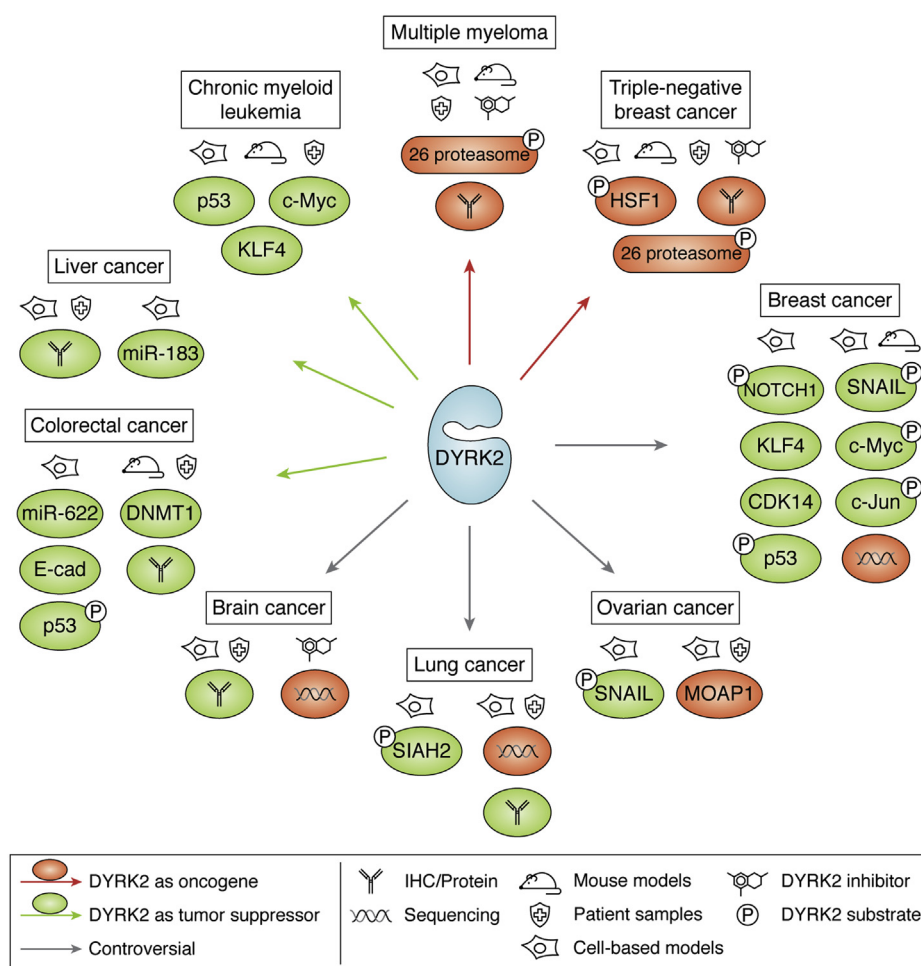 Multiple myeloma
Chronic myeloid
leukemia
Triple-negative
breast cancer
26 proteasome
P
p53
c-Myc
KLF4
P
HSF1
26 proteasome
P
Liver cancer
miR-183
Breast cancer
P
NOTCH1
SNAIL
P
KLF4
c-Myc
P
CDK14
c-Jun
P
P
p53
DYRK2
Colorectal cancer
miR-622
DNMT1
E-cad
p53
P
Brain cancer
Lung cancer
P
SIAH2
Ovarian cancer
P
SNAIL
MOAP1
DYRK2 as oncogene
DYRK2 as tumor suppressor
Controversial
IHC/Protein
Sequencing
Mouse models
Patient samples
Cell-based models
DYRK2 inhibitor
P
DYRK2 substrate